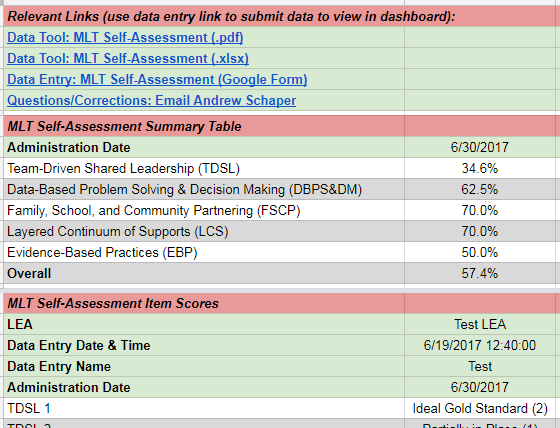 Relevant Links (use data entry link to submit data to view in dashboard):
Data Tool: MLT Self-Assessment (.pdf)
Data Tool: MLT Self-Assessment (.xlsx)
Data Entry: MLT Self-Assessment (Google Form)
Questions/Corrections: Email Andrew Schaper
MLT Self-Assessment Summary Table
Administration Date 6/30/2017
Team-Driven Shared Leadership (TDSL) 34.6%
Data-Based Problem Solving & Decision Making (DBPS&DM) 62.5%
Family, School, and Community Partnering (FSCP) 70.0%
Layered Continuum of Supports (LCS) 70.0%
Evidence-Based Practices (EBP) 50.0%
Overall 57.4%
MLT Self-Assessment Item Scores
LEA Test LEA
Data Entry Date & Time 6/19/2017 12:40:00
Data Entry Name Test
Administration Date 6/30/2017
TDSL 1 Ideal Gold Standard (2)
TDSL 2 Partially in Place (1)